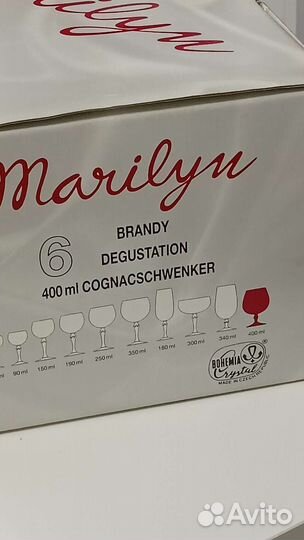 rilyn
Marilyn
6
BRANDY
DEGUSTATION
400 ml COGNACSCHWENKER
90 ml 150 ml 190 ml 250 ml 350 ml 180 ml 300 ml 340 ml 400 ml
BOHEMIA
Crystal
®
MADE IN CZECH REPUBLIC
Avito